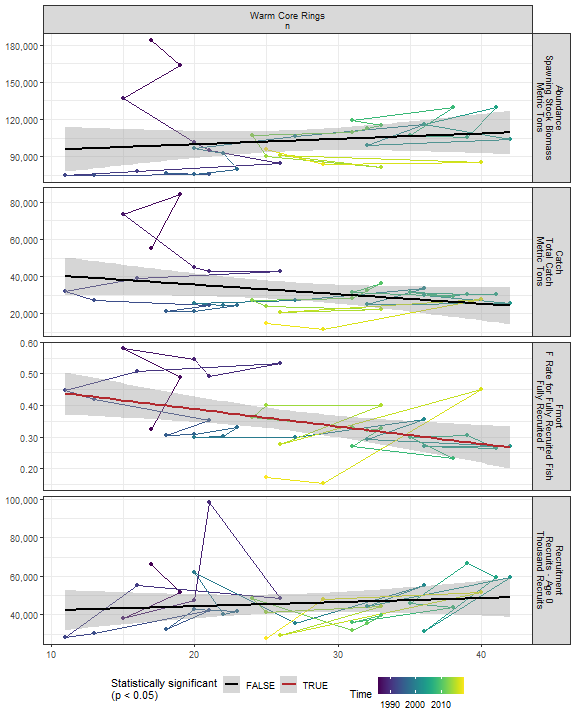 Warm Core Rings
n
180,000
150,000
120,000
90,000
Abundance
Spawning Stock Biomass
Metric Tons
80,000
60,000
40,000
20,000
Catch
Total Catch
Metric Tons
0.60
0.50
0.40
0.30
0.20
Fmort
F Rate for Fully Recruited Fish
Fully Recruited F
100,000
80,000
60,000
40,000
Recruitment
Recruits - Age 0
Thousand Recruits
10
20
30
40
Statistically significant
(p < 0.05)
FALSE
TRUE
Time
1990 2000 2010